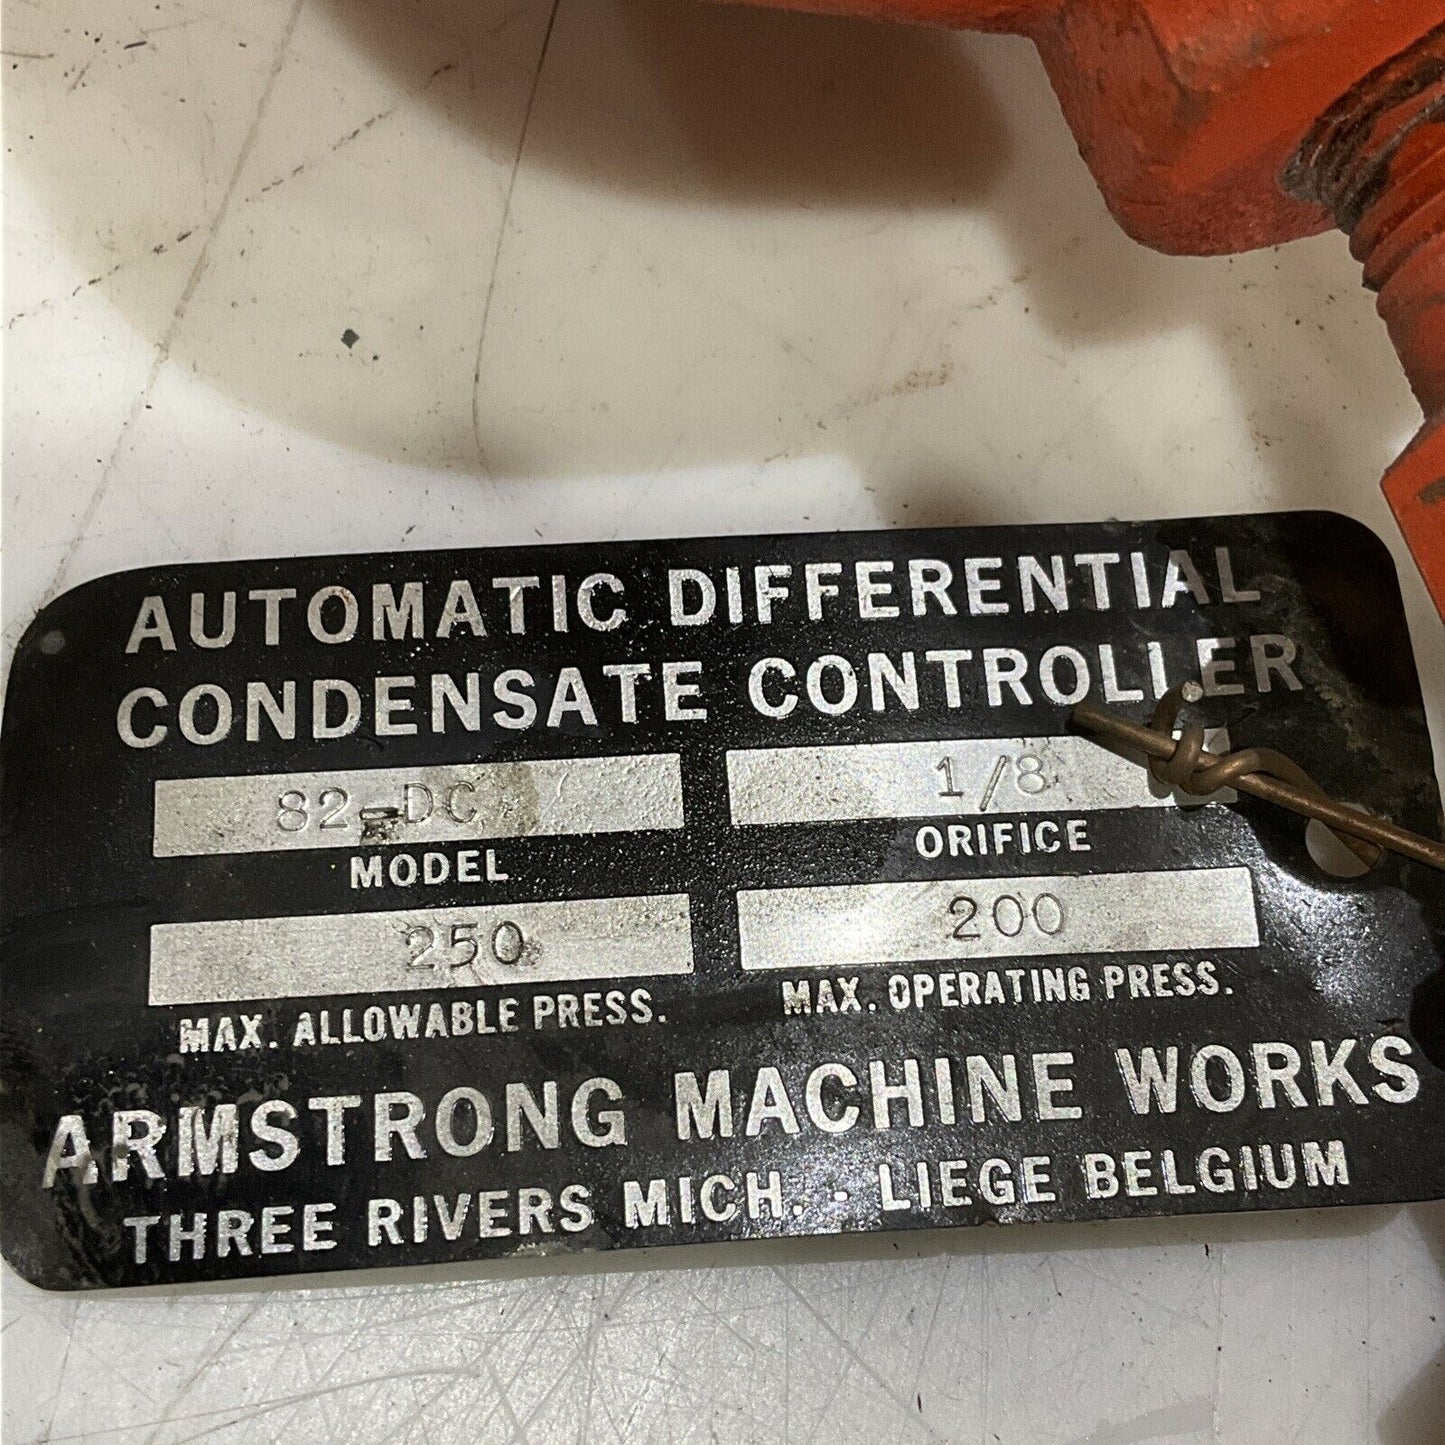 AUTOMATIC DIFFERENTIAL
CONDENSATE CONTROLLER
82-DC 1/8
MODEL ORIFICE
250 200
MAX. ALLOWABLE PRESS. MAX. OPERATING PRESS.
ARMSTRONG MACHINE WORKS
THREE RIVERS MICH. - LIEGE BELGIUM